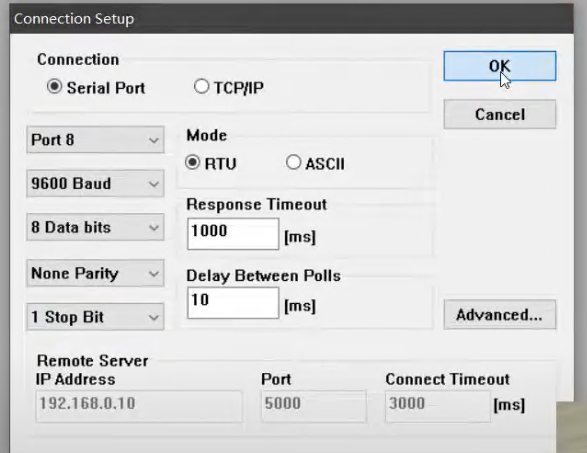 Connection Setup
Connection
Serial Port TCP/IP
OK
Cancel
Port 8
9600 Baud
8 Data bits
None Parity
1 Stop Bit
Mode
RTU ASCII
Response Timeout
1000 [ms]
Delay Between Polls
10 [ms]
Advanced...
Remote Server
IP Address Port Connect Timeout
192.168.0.10 5000 3000 [ms]